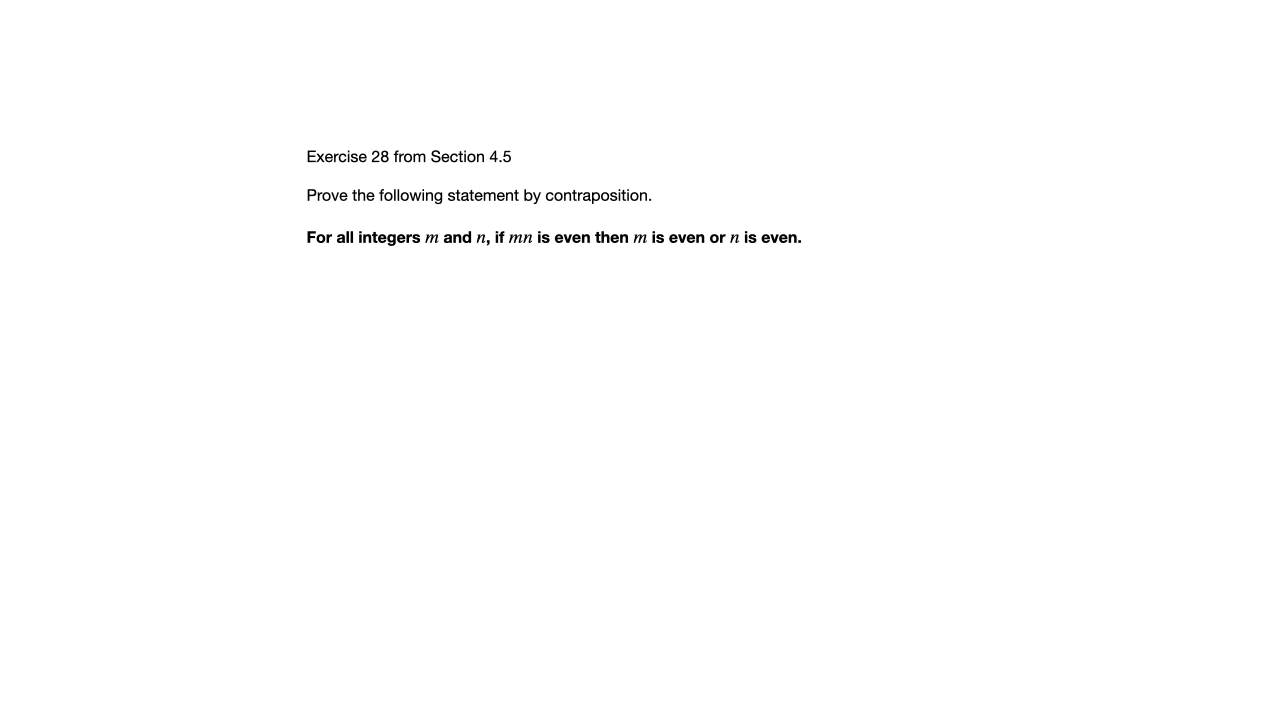 Exercise 28 from Section 4.5
Prove the following statement by contraposition.
For all integers m and n, if mn is even then m is even or n is even.